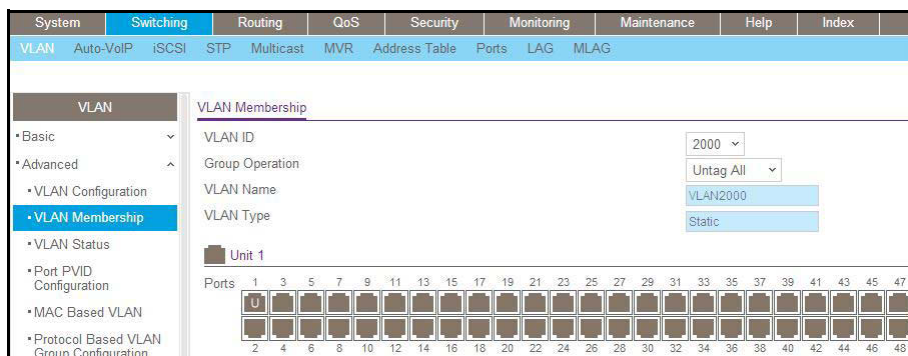 System Switching Routing QoS Security Monitoring Maintenance Help Index
VLAN Auto-VoIP iSCSI STP Multicast MVR Address Table Ports LAG MLAG
VLAN
Basic
Advanced
VLAN Configuration
VLAN Membership
VLAN Status
Port PVID
Configuration
MAC Based VLAN
Protocol Based VLAN
Group Configuration
VLAN Membership
VLAN ID 2000
Group Operation Untag All
VLAN Name VLAN2000
VLAN Type Static
Unit 1
Ports 1 3 5 7 9 11 13 15 17 19 21 23 25 27 29 31 33 35 37 39 41 43 45 47
U
2 4 6 8 10 12 14 16 18 20 22 24 26 28 30 32 34 36 38 40 42 44 46 48